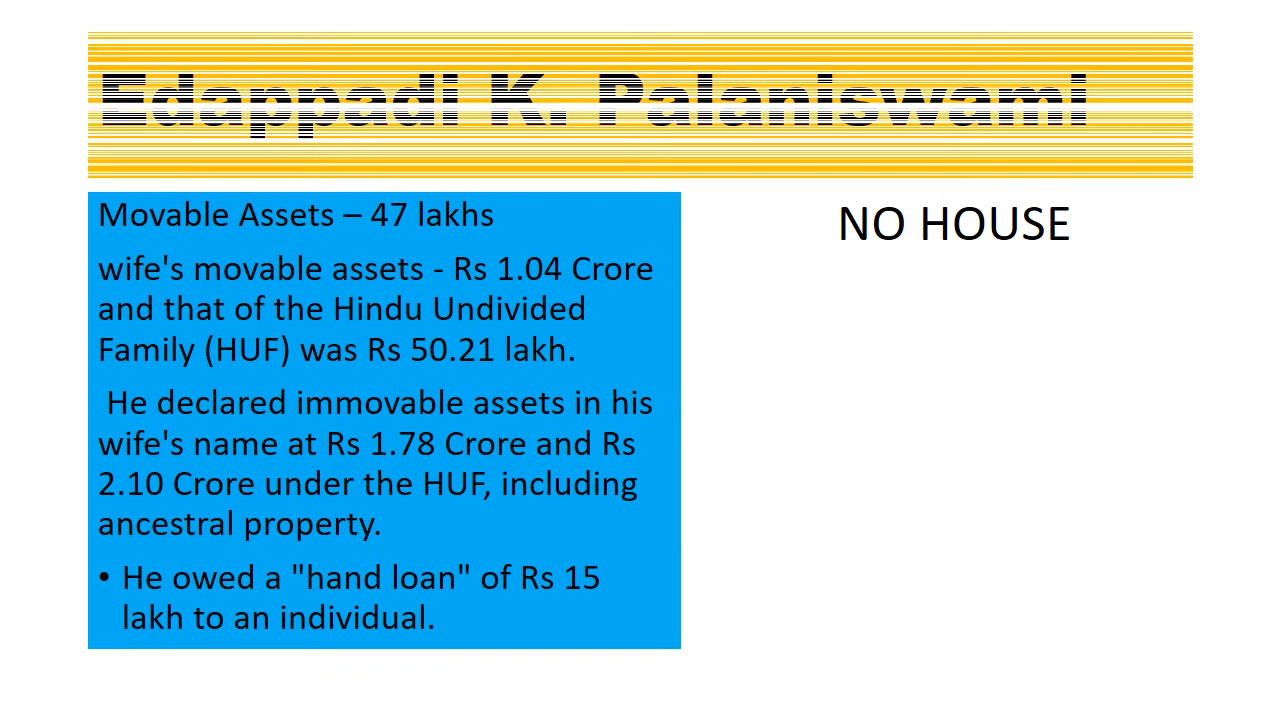 Edappadi K. Palaniswami
Movable Assets – 47 lakhs
wife's movable assets - Rs 1.04 Crore
and that of the Hindu Undivided
Family (HUF) was Rs 50.21 lakh.
He declared immovable assets in his
wife's name at Rs 1.78 Crore and Rs
2.10 Crore under the HUF, including
ancestral property.
• He owed a "hand loan" of Rs 15
lakh to an individual.
NO HOUSE